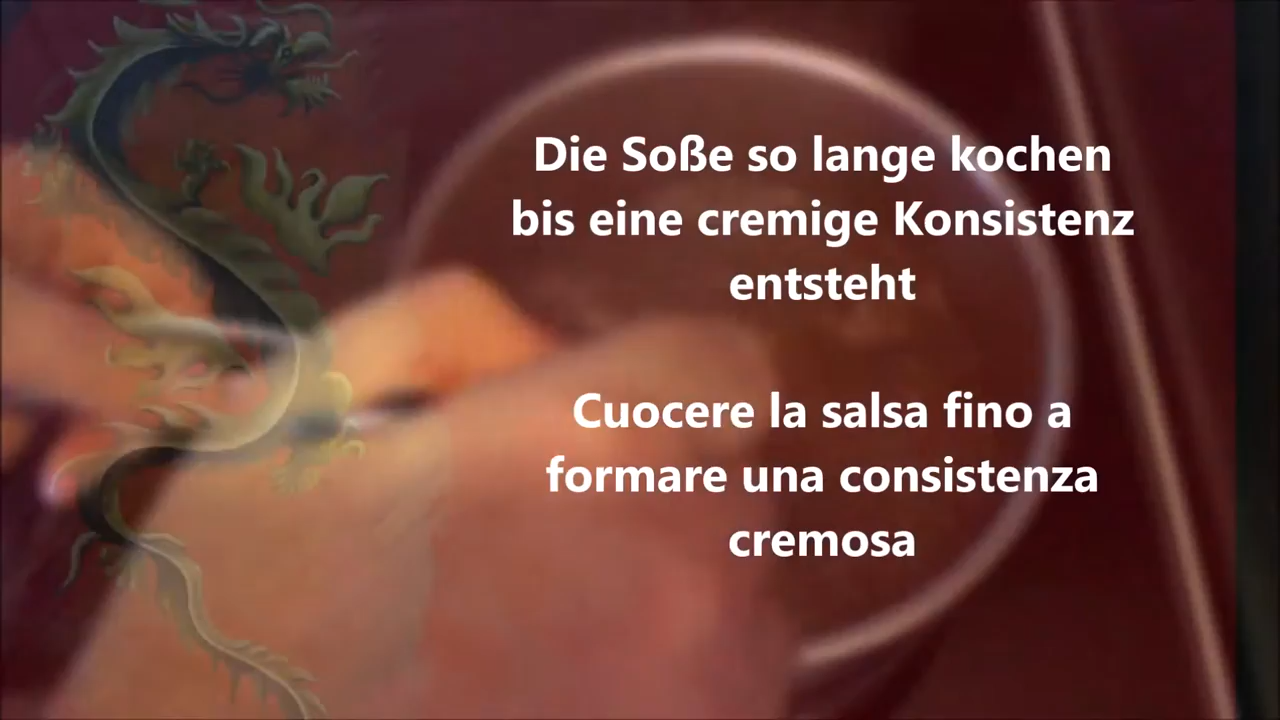 Die Soße so lange kochen
bis eine cremige Konsistenz
entsteht
Cuocere la salsa fino a
formare una consistenza
cremosa